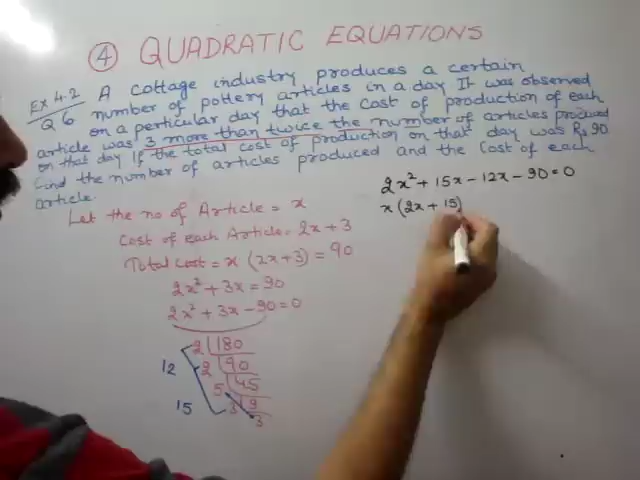 ④ QUADRATIC EQUATIONS
Ex 4.2
Q 6
A cottage industry produces a certain
number of pottery articles in a day It was observed
on a perticular day that the cost of production of each
article was 3 more than twice the number of articles produced
on that day If the total cost of production on that day was Rs 90
find the number of articles produced and the cost of each
article.
Let the no of Article = x
Cost of each Article = 2x + 3
Total cost = x (2x+3) = 90
2x² + 3x = 90
2x² + 3x - 90 = 0
2 180
2 90
5 45
3 9
3
12
15
2x² + 15x - 12x - 90 = 0
x (2x + 15)